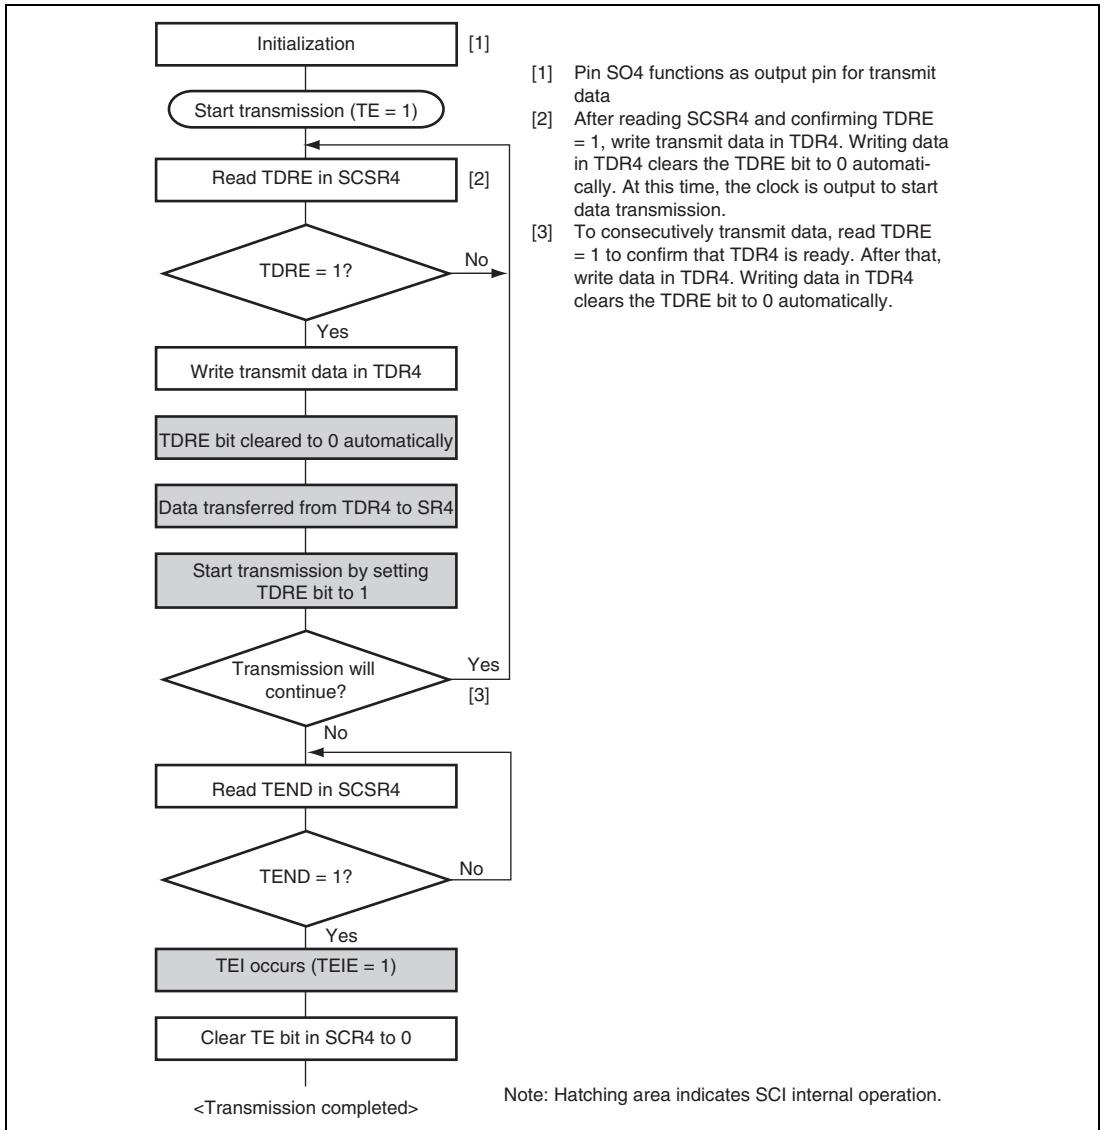 Initialization
[1]
Start transmission (TE = 1)
Read TDRE in SCSR4
[2]
TDRE = 1?
No
Yes
Write transmit data in TDR4
TDRE bit cleared to 0 automatically
Data transferred from TDR4 to SR4
Start transmission by setting
TDRE bit to 1
Transmission will
continue?
Yes
[3]
No
Read TEND in SCSR4
TEND = 1?
No
Yes
TEI occurs (TEIE = 1)
Clear TE bit in SCR4 to 0
<Transmission completed>
[1] Pin SO4 functions as output pin for transmit
data
[2] After reading SCSR4 and confirming TDRE
= 1, write transmit data in TDR4. Writing data
in TDR4 clears the TDRE bit to 0 automati-
cally. At this time, the clock is output to start
data transmission.
[3] To consecutively transmit data, read TDRE
= 1 to confirm that TDR4 is ready. After that,
write data in TDR4. Writing data in TDR4
clears the TDRE bit to 0 automatically.
Note: Hatching area indicates SCI internal operation.